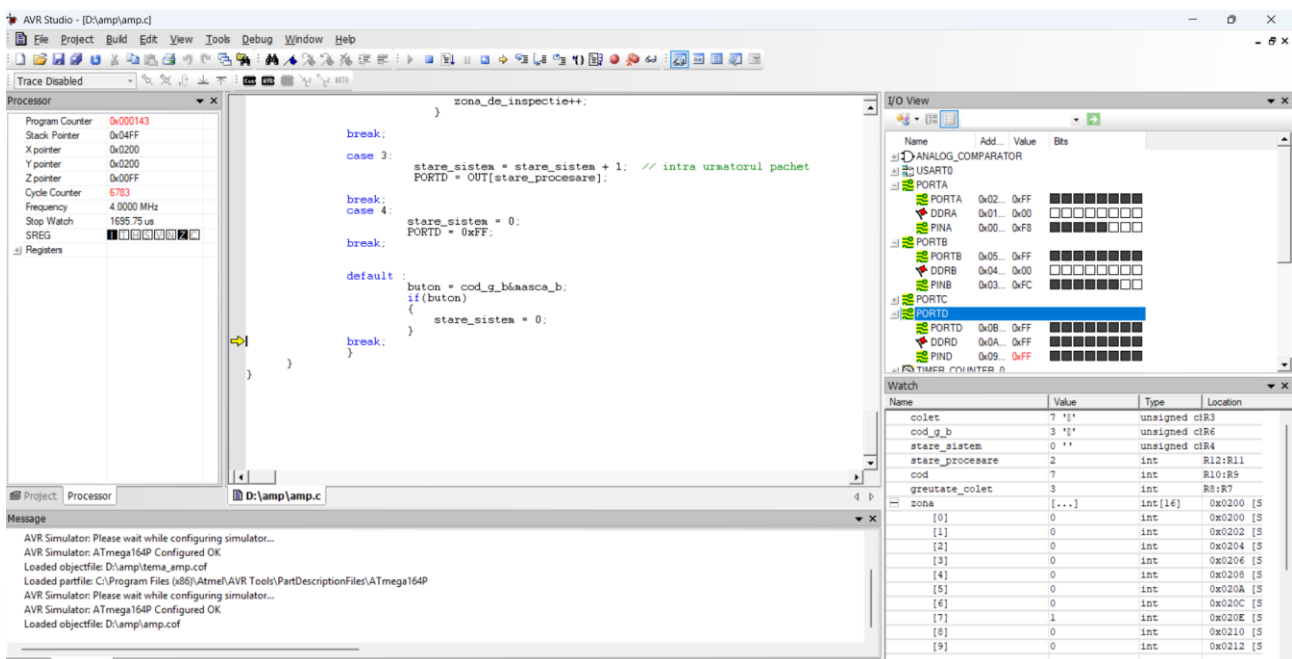 AVR Studio - [D:\amp\amp.c]
File Project Build Edit View Tools Debug Window Help
Trace Disabled
Processor
Program Counter 0x000143
Stack Pointer 0x04FF
X pointer 0x0200
Y pointer 0x0200
Z pointer 0x00FF
Cycle Counter 6783
Frequency 4.0000 MHz
Stop Watch 1695.75 us
SREG I T H S V N Z C
Registers
Project Processor
zona_de_inspectie++;
}
break;
case 3:
stare_sistem = stare_sistem + 1; // intra urmatorul pachet
PORTD = OUT[stare_procesare];
break;
case 4:
stare_sistem = 0;
PORTD = 0xFF;
break;
default :
buton = cod_g_b&masca_b;
if(buton)
{
stare_sistem = 0;
}
break;
}
}
}
D:\amp\amp.c
I/O View
Name Add... Value Bits
ANALOG_COMPARATOR
USART0
PORTA
PORTA 0x02... 0xFF
DDRA 0x01... 0x00
PINA 0x00... 0xF8
PORTB
PORTB 0x05... 0xFF
DDRB 0x04... 0x00
PINB 0x03... 0xFC
PORTC
PORTD
PORTD 0x0B... 0xFF
DDRD 0x0A... 0xFF
PIND 0x09... 0xFF
TIMER_COUNTER_0
Watch
Name Value Type Location
colet 7 '▯' unsigned ch R3
cod_g_b 3 '▯' unsigned ch R6
stare_sistem 0 '' unsigned ch R4
stare_procesare 2 int R12:R11
cod 7 int R10:R9
greutate_colet 3 int R8:R7
zona [...] int[16] 0x0200 [S
[0] 0 int 0x0200 [S
[1] 0 int 0x0202 [S
[2] 0 int 0x0204 [S
[3] 0 int 0x0206 [S
[4] 0 int 0x0208 [S
[5] 0 int 0x020A [S
[6] 0 int 0x020C [S
[7] 1 int 0x020E [S
[8] 0 int 0x0210 [S
[9] 0 int 0x0212 [S
Message
AVR Simulator: Please wait while configuring simulator...
AVR Simulator: ATmega164P Configured OK
Loaded objectfile: D:\amp\tema_amp.cof
Loaded partfile: C:\Program Files (x86)\Atmel\AVR Tools\PartDescriptionFiles\ATmega164P
AVR Simulator: Please wait while configuring simulator...
AVR Simulator: ATmega164P Configured OK
Loaded objectfile: D:\amp\amp.cof